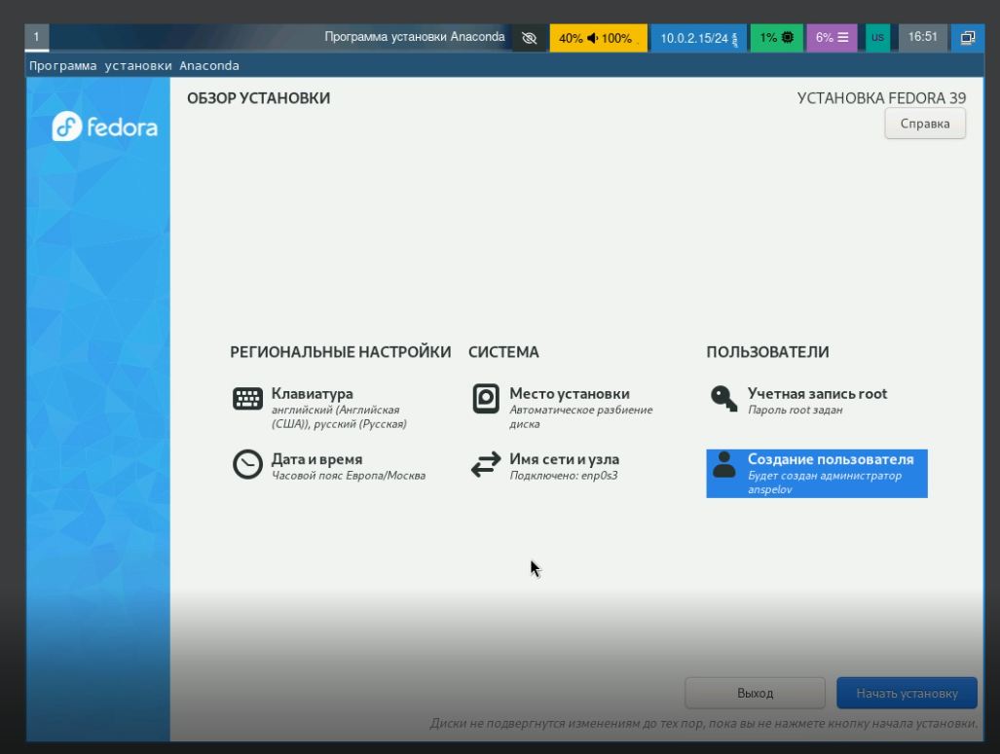 1
Программа установки Anaconda
40% 100%
10.0.2.15/24
1%
6%
us
16:51
Программа установки Anaconda
fedora
ОБЗОР УСТАНОВКИ
УСТАНОВКА FEDORA 39
Справка
РЕГИОНАЛЬНЫЕ НАСТРОЙКИ
Клавиатура
английский (Английская
(США)), русский (Русская)
Дата и время
Часовой пояс Европа/Москва
СИСТЕМА
Место установки
Автоматическое разбиение
диска
Имя сети и узла
Подключено: enp0s3
ПОЛЬЗОВАТЕЛИ
Учетная запись root
Пароль root задан
Создание пользователя
Будет создан администратор
anspelov
Выход
Начать установку
Диски не подвергнутся изменениям до тех пор, пока вы не нажмете кнопку начала установки.